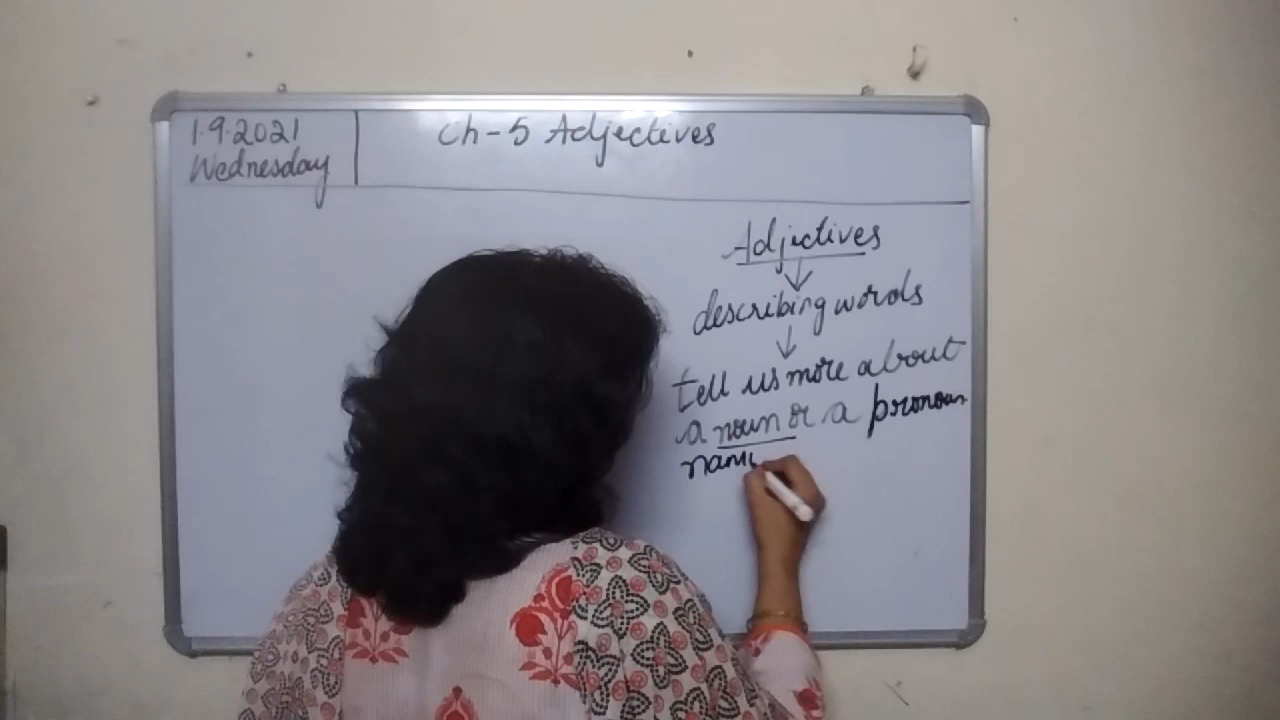 1.9.2021
Wednesday
Ch-5 Adjectives
Adjectives
describing words
tell us more about
a noun or a pronoun